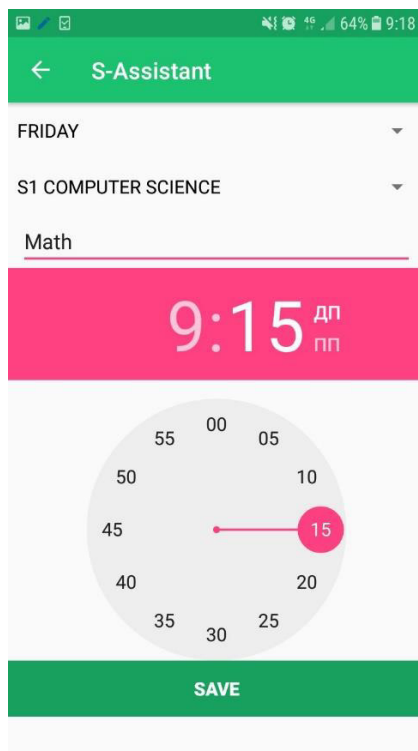 4G 64% 9:18
S-Assistant
FRIDAY
S1 COMPUTER SCIENCE
Math
9:15 дп
пп
00
55 05
50 10
45 15
40 20
35 25
30
SAVE